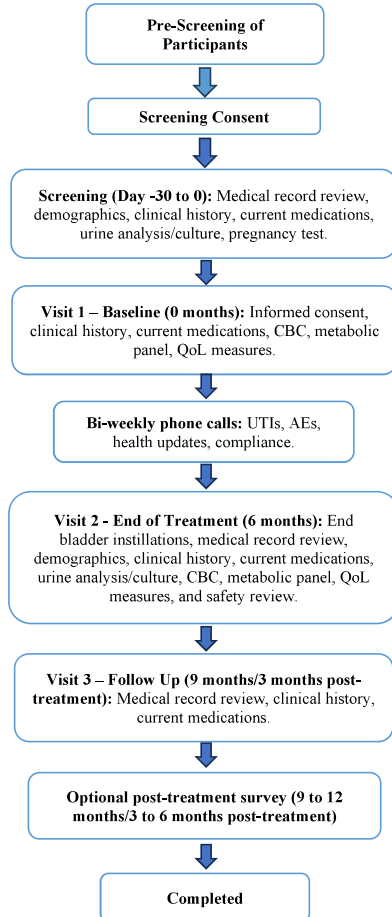 Pre-Screening of
Participants
Screening Consent
Screening (Day -30 to 0): Medical record review,
demographics, clinical history, current medications,
urine analysis/culture, pregnancy test.
Visit 1 – Baseline (0 months): Informed consent,
clinical history, current medications, CBC, metabolic
panel, QoL measures.
Bi-weekly phone calls: UTIs, AEs,
health updates, compliance.
Visit 2 - End of Treatment (6 months): End
bladder instillations, medical record review,
demographics, clinical history, current medications,
urine analysis/culture, CBC, metabolic panel, QoL
measures, and safety review.
Visit 3 – Follow Up (9 months/3 months post-
treatment): Medical record review, clinical history,
current medications.
Optional post-treatment survey (9 to 12
months/3 to 6 months post-treatment)
Completed